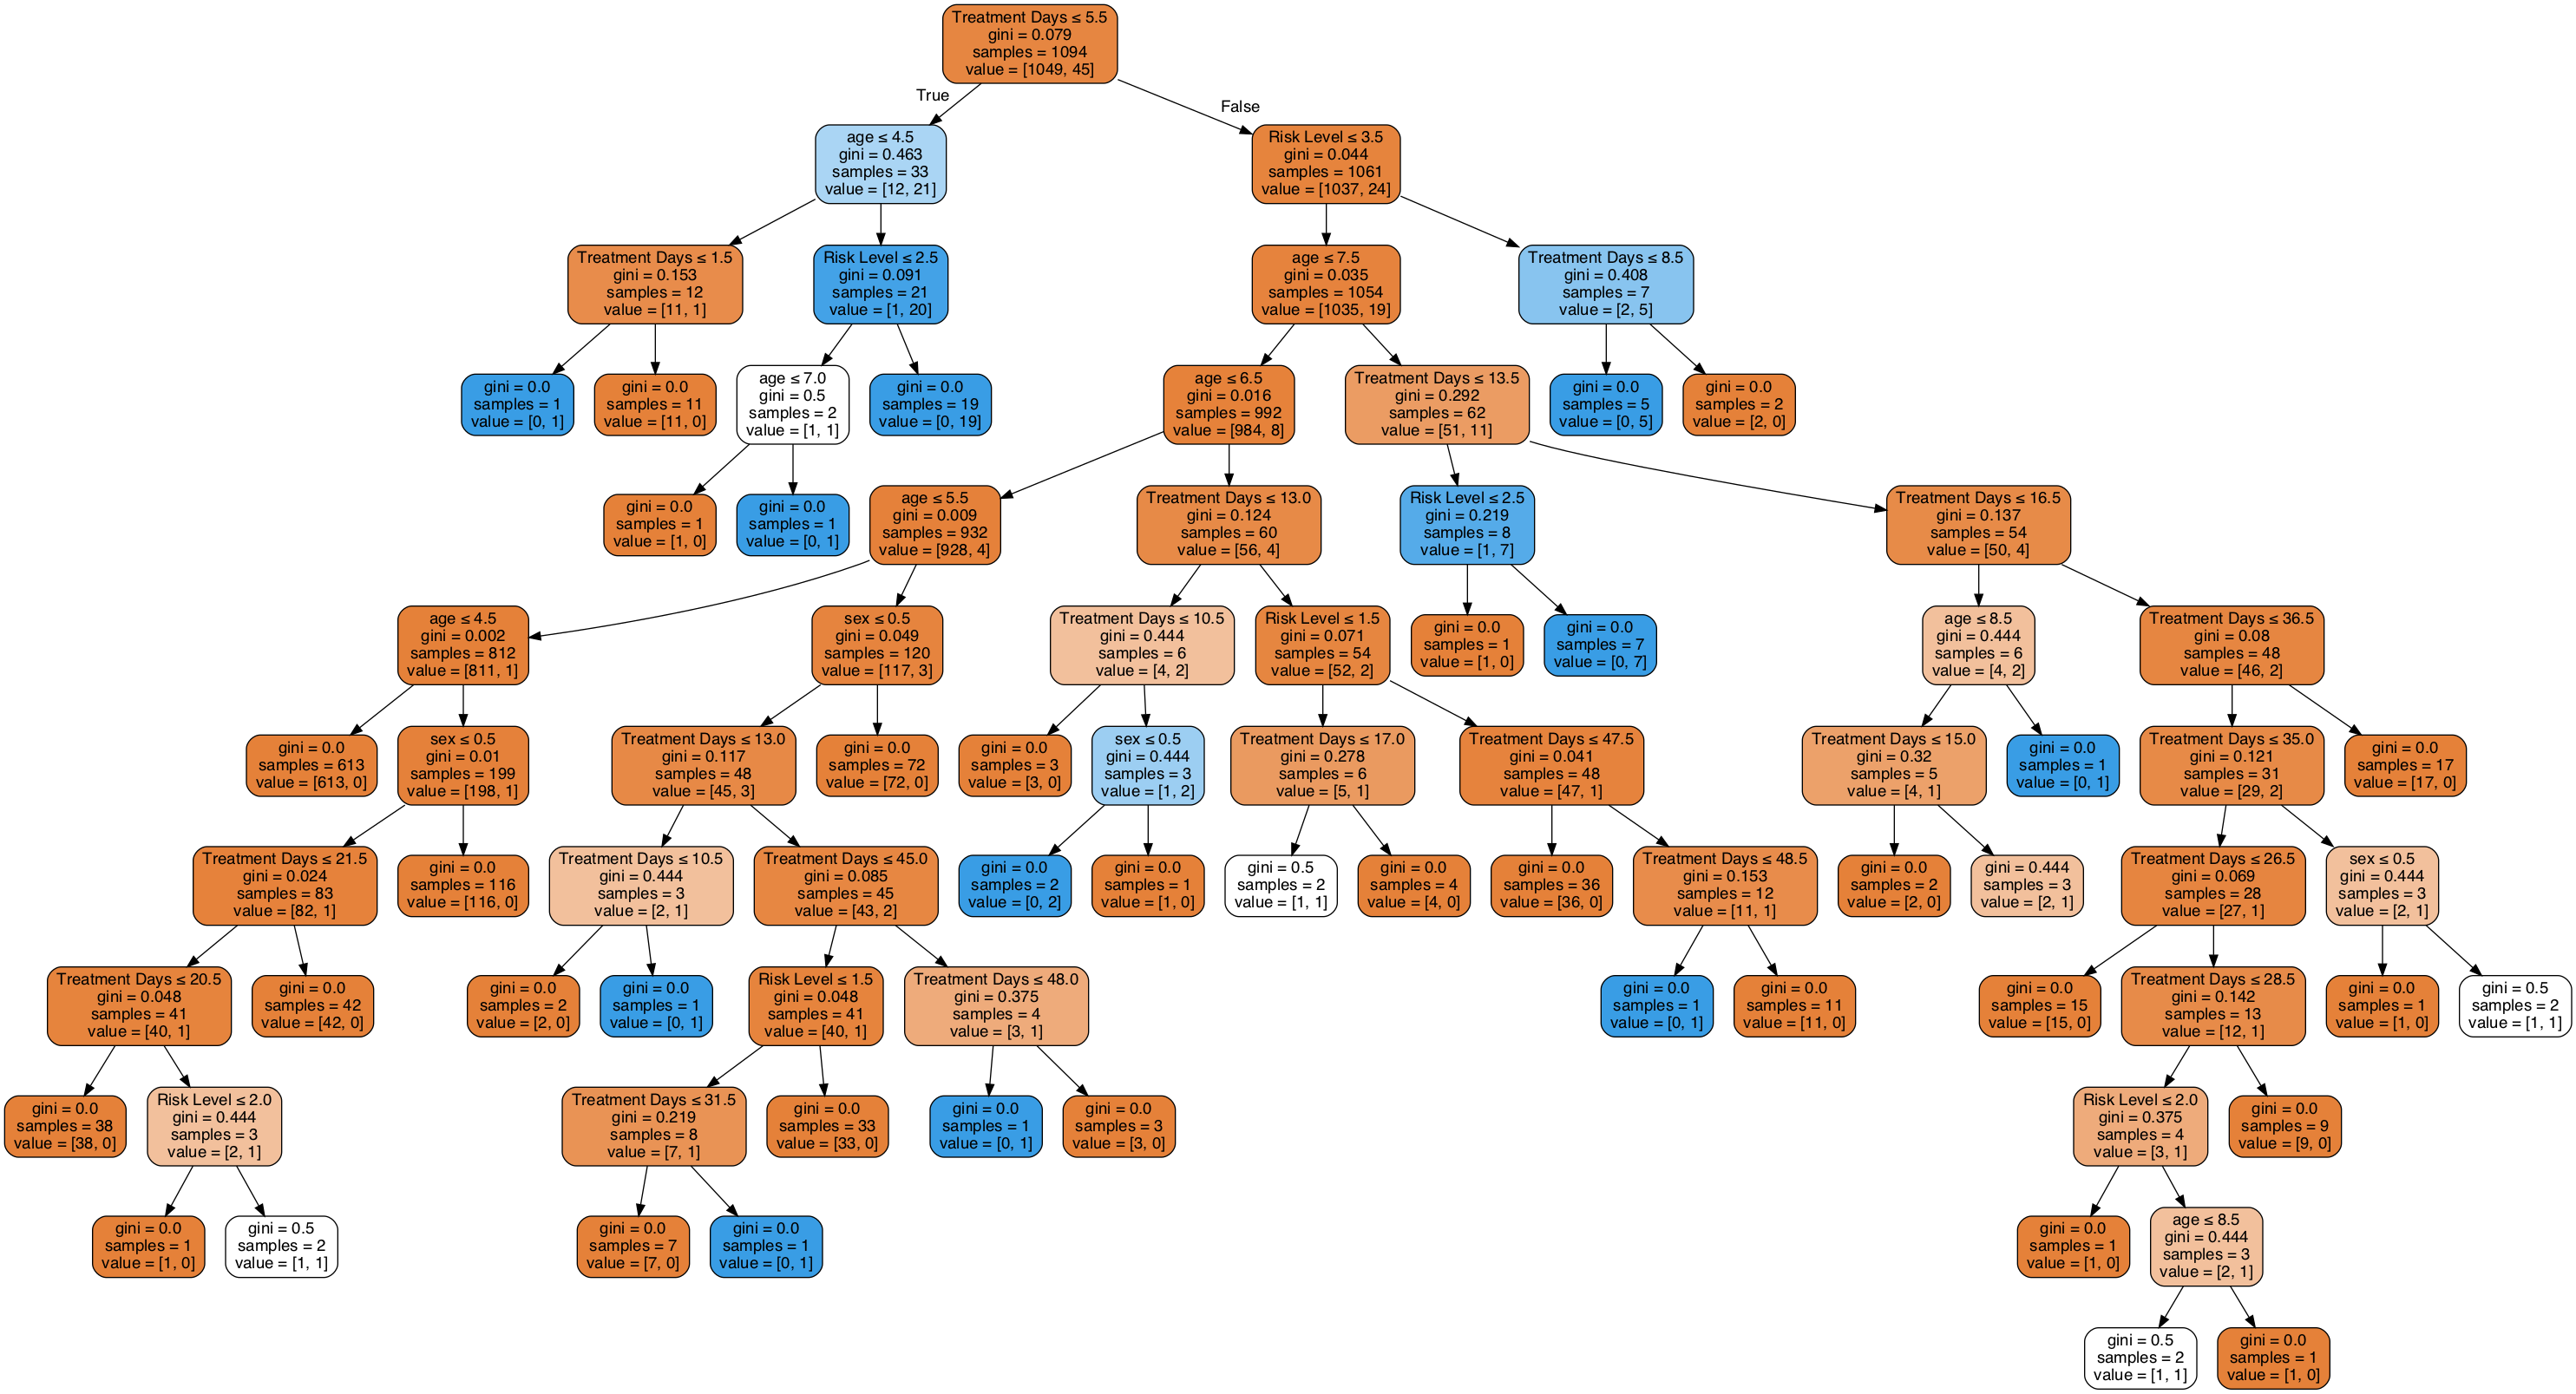 Treatment Days ≤ 5.5
gini = 0.079
samples = 1094
value = [1049, 45]
True
False
age ≤ 4.5
gini = 0.463
samples = 33
value = [12, 21]
Risk Level ≤ 3.5
gini = 0.044
samples = 1061
value = [1037, 24]
Treatment Days ≤ 1.5
gini = 0.153
samples = 12
value = [11, 1]
Risk Level ≤ 2.5
gini = 0.091
samples = 21
value = [1, 20]
age ≤ 7.5
gini = 0.035
samples = 1054
value = [1035, 19]
Treatment Days ≤ 8.5
gini = 0.408
samples = 7
value = [2, 5]
gini = 0.0
samples = 1
value = [0, 1]
gini = 0.0
samples = 11
value = [11, 0]
age ≤ 7.0
gini = 0.5
samples = 2
value = [1, 1]
gini = 0.0
samples = 19
value = [0, 19]
age ≤ 6.5
gini = 0.016
samples = 992
value = [984, 8]
Treatment Days ≤ 13.5
gini = 0.292
samples = 62
value = [51, 11]
gini = 0.0
samples = 5
value = [0, 5]
gini = 0.0
samples = 2
value = [2, 0]
gini = 0.0
samples = 1
value = [1, 0]
gini = 0.0
samples = 1
value = [0, 1]
age ≤ 5.5
gini = 0.009
samples = 932
value = [928, 4]
Treatment Days ≤ 13.0
gini = 0.124
samples = 60
value = [56, 4]
Risk Level ≤ 2.5
gini = 0.219
samples = 8
value = [1, 7]
Treatment Days ≤ 16.5
gini = 0.137
samples = 54
value = [50, 4]
age ≤ 4.5
gini = 0.002
samples = 812
value = [811, 1]
sex ≤ 0.5
gini = 0.049
samples = 120
value = [117, 3]
Treatment Days ≤ 10.5
gini = 0.444
samples = 6
value = [4, 2]
Risk Level ≤ 1.5
gini = 0.071
samples = 54
value = [52, 2]
gini = 0.0
samples = 1
value = [1, 0]
gini = 0.0
samples = 7
value = [0, 7]
age ≤ 8.5
gini = 0.444
samples = 6
value = [4, 2]
Treatment Days ≤ 36.5
gini = 0.08
samples = 48
value = [46, 2]
gini = 0.0
samples = 613
value = [613, 0]
sex ≤ 0.5
gini = 0.01
samples = 199
value = [198, 1]
Treatment Days ≤ 13.0
gini = 0.117
samples = 48
value = [45, 3]
gini = 0.0
samples = 72
value = [72, 0]
gini = 0.0
samples = 3
value = [3, 0]
sex ≤ 0.5
gini = 0.444
samples = 3
value = [1, 2]
Treatment Days ≤ 17.0
gini = 0.278
samples = 6
value = [5, 1]
Treatment Days ≤ 47.5
gini = 0.041
samples = 48
value = [47, 1]
Treatment Days ≤ 15.0
gini = 0.32
samples = 5
value = [4, 1]
gini = 0.0
samples = 1
value = [0, 1]
Treatment Days ≤ 35.0
gini = 0.121
samples = 31
value = [29, 2]
gini = 0.0
samples = 17
value = [17, 0]
Treatment Days ≤ 21.5
gini = 0.024
samples = 83
value = [82, 1]
gini = 0.0
samples = 116
value = [116, 0]
Treatment Days ≤ 10.5
gini = 0.444
samples = 3
value = [2, 1]
Treatment Days ≤ 45.0
gini = 0.085
samples = 45
value = [43, 2]
gini = 0.0
samples = 2
value = [0, 2]
gini = 0.0
samples = 1
value = [1, 0]
gini = 0.5
samples = 2
value = [1, 1]
gini = 0.0
samples = 4
value = [4, 0]
gini = 0.0
samples = 36
value = [36, 0]
Treatment Days ≤ 48.5
gini = 0.153
samples = 12
value = [11, 1]
gini = 0.0
samples = 2
value = [2, 0]
gini = 0.444
samples = 3
value = [2, 1]
Treatment Days ≤ 26.5
gini = 0.069
samples = 28
value = [27, 1]
sex ≤ 0.5
gini = 0.444
samples = 3
value = [2, 1]
Treatment Days ≤ 20.5
gini = 0.048
samples = 41
value = [40, 1]
gini = 0.0
samples = 42
value = [42, 0]
gini = 0.0
samples = 2
value = [2, 0]
gini = 0.0
samples = 1
value = [0, 1]
Risk Level ≤ 1.5
gini = 0.048
samples = 41
value = [40, 1]
Treatment Days ≤ 48.0
gini = 0.375
samples = 4
value = [3, 1]
gini = 0.0
samples = 1
value = [0, 1]
gini = 0.0
samples = 11
value = [11, 0]
gini = 0.0
samples = 15
value = [15, 0]
Treatment Days ≤ 28.5
gini = 0.142
samples = 13
value = [12, 1]
gini = 0.0
samples = 1
value = [1, 0]
gini = 0.5
samples = 2
value = [1, 1]
gini = 0.0
samples = 38
value = [38, 0]
Risk Level ≤ 2.0
gini = 0.444
samples = 3
value = [2, 1]
Treatment Days ≤ 31.5
gini = 0.219
samples = 8
value = [7, 1]
gini = 0.0
samples = 33
value = [33, 0]
gini = 0.0
samples = 1
value = [0, 1]
gini = 0.0
samples = 3
value = [3, 0]
Risk Level ≤ 2.0
gini = 0.375
samples = 4
value = [3, 1]
gini = 0.0
samples = 9
value = [9, 0]
gini = 0.0
samples = 1
value = [1, 0]
gini = 0.5
samples = 2
value = [1, 1]
gini = 0.0
samples = 7
value = [7, 0]
gini = 0.0
samples = 1
value = [0, 1]
gini = 0.0
samples = 1
value = [1, 0]
age ≤ 8.5
gini = 0.444
samples = 3
value = [2, 1]
gini = 0.5
samples = 2
value = [1, 1]
gini = 0.0
samples = 1
value = [1, 0]